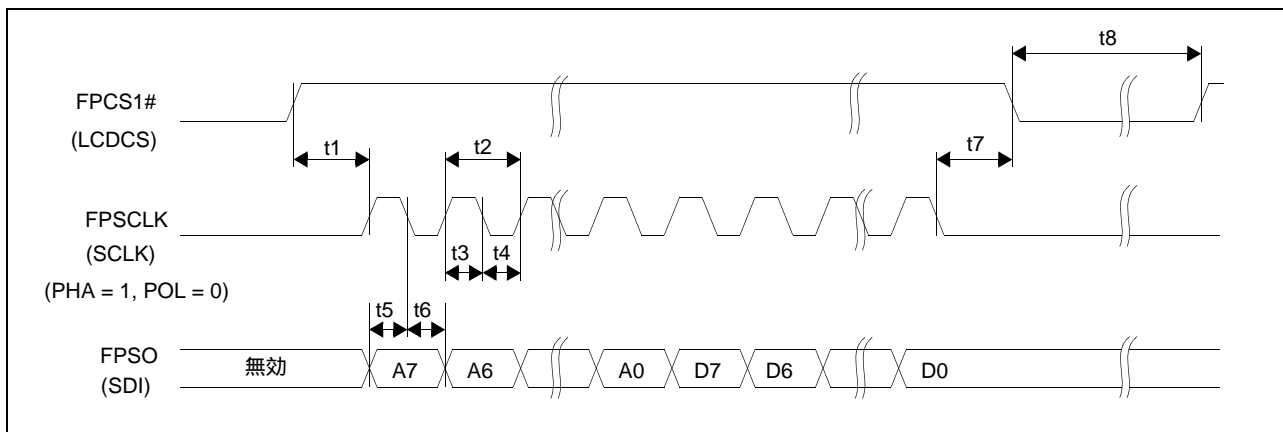 t8
FPCS1#
(LCDCS)
t1
t2
t7
FPSCLK
(SCLK)
(PHA = 1, POL = 0)
t3
t4
t5
t6
FPSO
(SDI)
無効
A7
A6
A0
D7
D6
D0